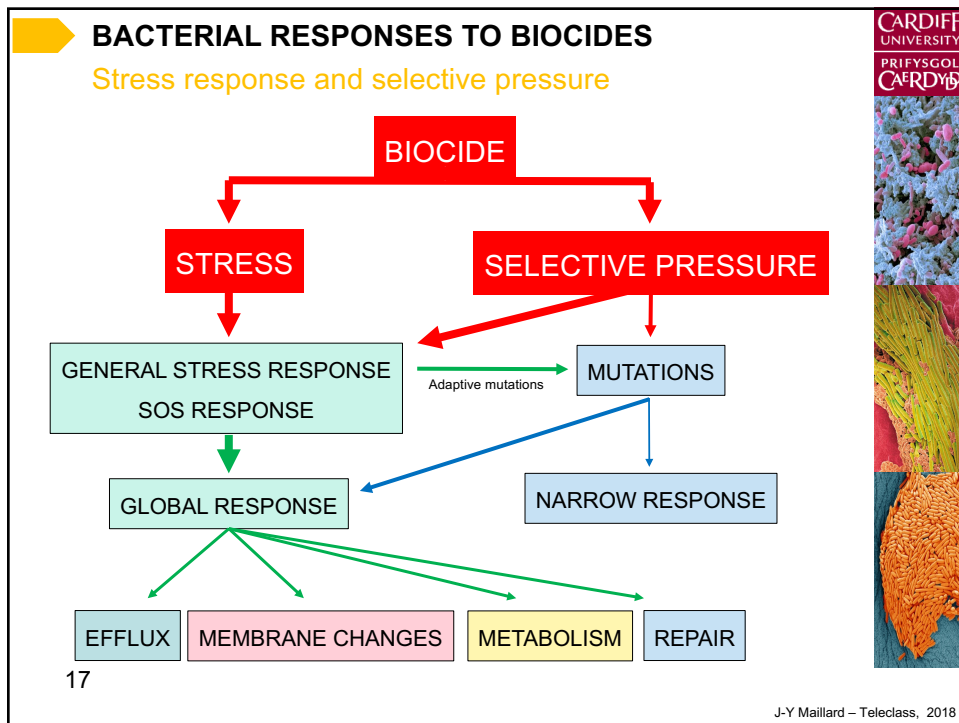 BACTERIAL RESPONSES TO BIOCIDES
Stress response and selective pressure
CARDIFF
UNIVERSITY
PRIFYSGOL
CAERDYDD
BIOCIDE
STRESS
SELECTIVE PRESSURE
GENERAL STRESS RESPONSE
SOS RESPONSE
Adaptive mutations
MUTATIONS
GLOBAL RESPONSE
NARROW RESPONSE
EFFLUX
MEMBRANE CHANGES
METABOLISM
REPAIR
17
J-Y Maillard – Teleclass, 2018